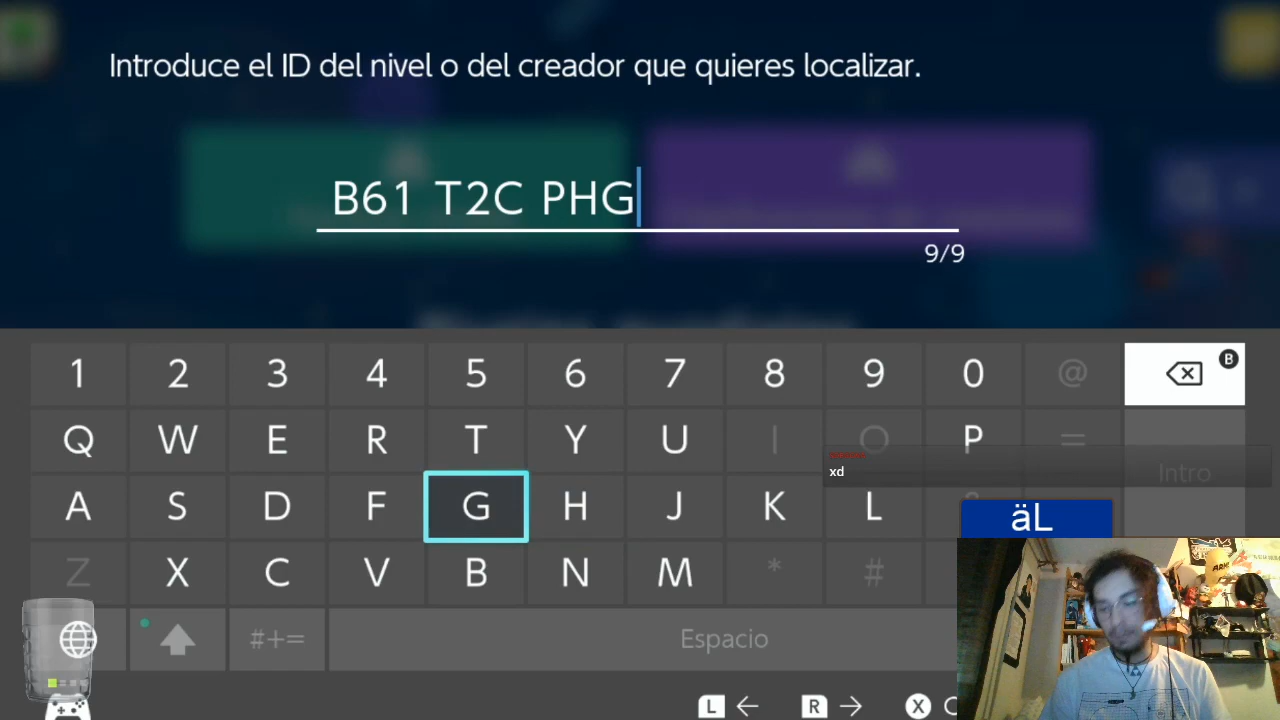 Introduce el ID del nivel o del creador que quieres localizar.
B61 T2C PHG
9/9
1 2 3 4 5 6 7 8 9 0 @ B
Q W E R T Y U I O P =
Intro
xd
A S D F G H J K L
äL
Z X C V B N M * #
#+= Espacio
L ← R → X